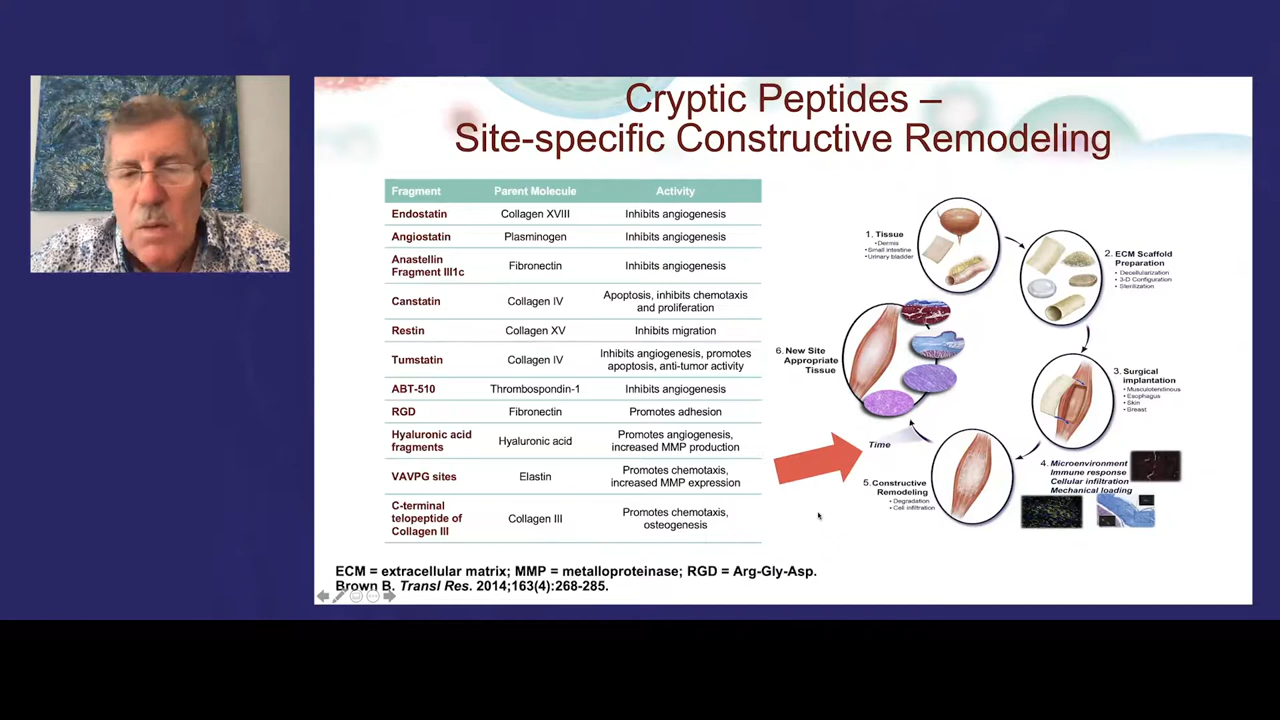 Cryptic Peptides –
Site-specific Constructive Remodeling
Fragment Parent Molecule Activity
Endostatin Collagen XVIII Inhibits angiogenesis
Angiostatin Plasminogen Inhibits angiogenesis
Anastellin
Fragment III1c Fibronectin Inhibits angiogenesis
Canstatin Collagen IV Apoptosis, inhibits chemotaxis
and proliferation
Restin Collagen XV Inhibits migration
Tumstatin Collagen IV Inhibits angiogenesis, promotes
apoptosis, anti-tumor activity
ABT-510 Thrombospondin-1 Inhibits angiogenesis
RGD Fibronectin Promotes adhesion
Hyaluronic acid
fragments Hyaluronic acid Promotes angiogenesis,
increased MMP production
VAVPG sites Elastin Promotes chemotaxis,
increased MMP expression
C-terminal
telopeptide of
Collagen III Collagen III Promotes chemotaxis,
osteogenesis
1. Tissue
• Dermis
• Small intestine
• Urinary bladder
2. ECM Scaffold
Preparation
• Decellularization
• 3-D Configuration
• Sterilization
3. Surgical
implantation
• Musculotendinous
• Esophagus
• Skin
• Breast
4. Microenvironment
Immune response
Cellular infiltration
Mechanical loading
5. Constructive
Remodeling
• Degradation
• Cell infiltration
Time
6. New Site
Appropriate
Tissue
ECM = extracellular matrix; MMP = metalloproteinase; RGD = Arg-Gly-Asp.
Brown B. Transl Res. 2014;163(4):268-285.